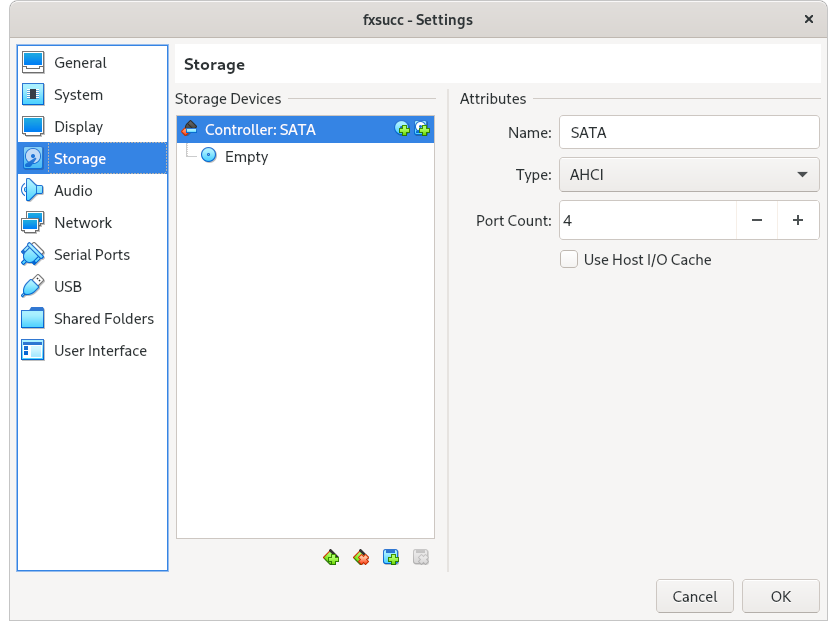 fxsucc - Settings
General
System
Display
Storage
Audio
Network
Serial Ports
USB
Shared Folders
User Interface
Storage
Storage Devices
Controller: SATA
Empty
Attributes
Name: SATA
Type: AHCI
Port Count: 4
Use Host I/O Cache
Cancel OK